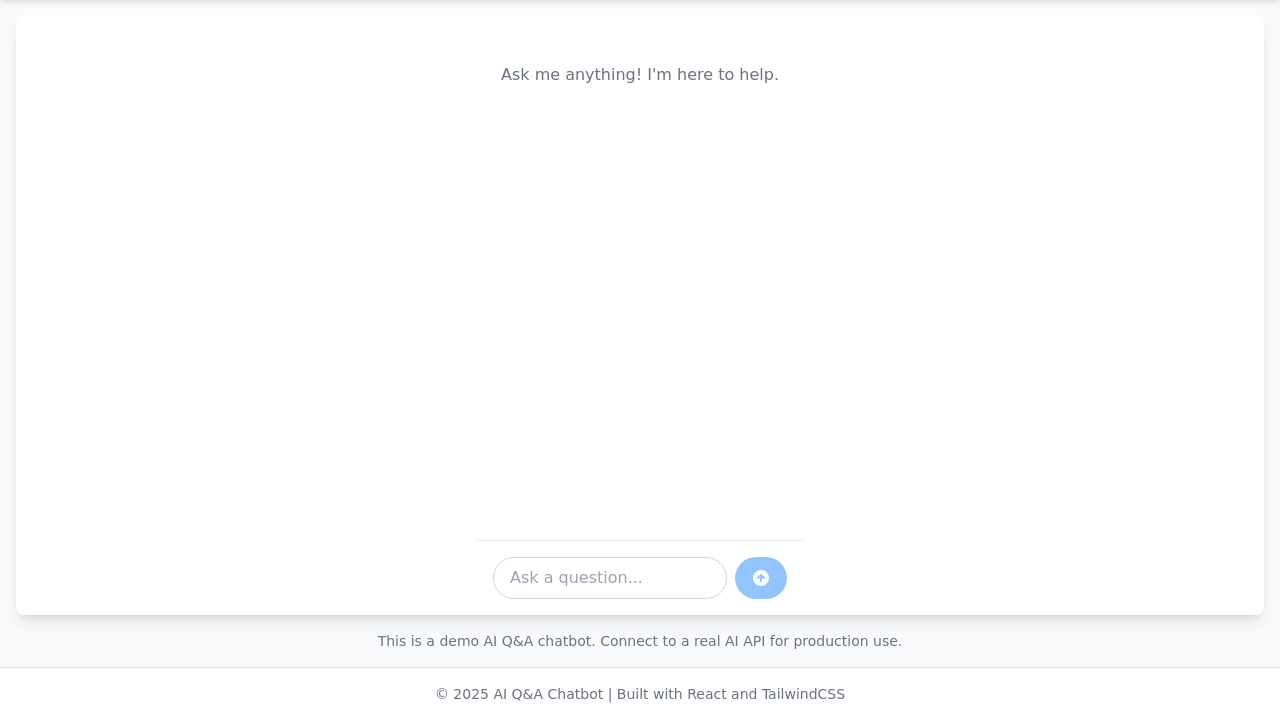 Ask me anything! I'm here to help.
Ask a question...
This is a demo AI Q&A chatbot. Connect to a real AI API for production use.
© 2025 AI Q&A Chatbot | Built with React and TailwindCSS